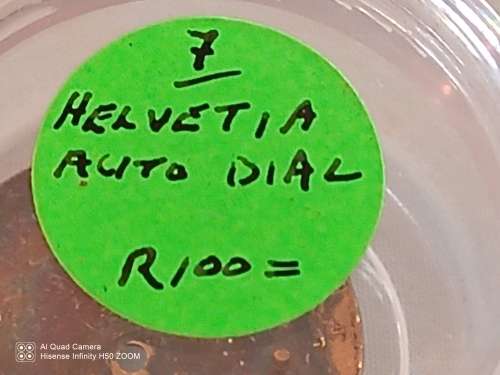 7
HELVETIA
AUTO DIAL
R100=
AI Quad Camera
Hisense Infinity H50 ZOOM